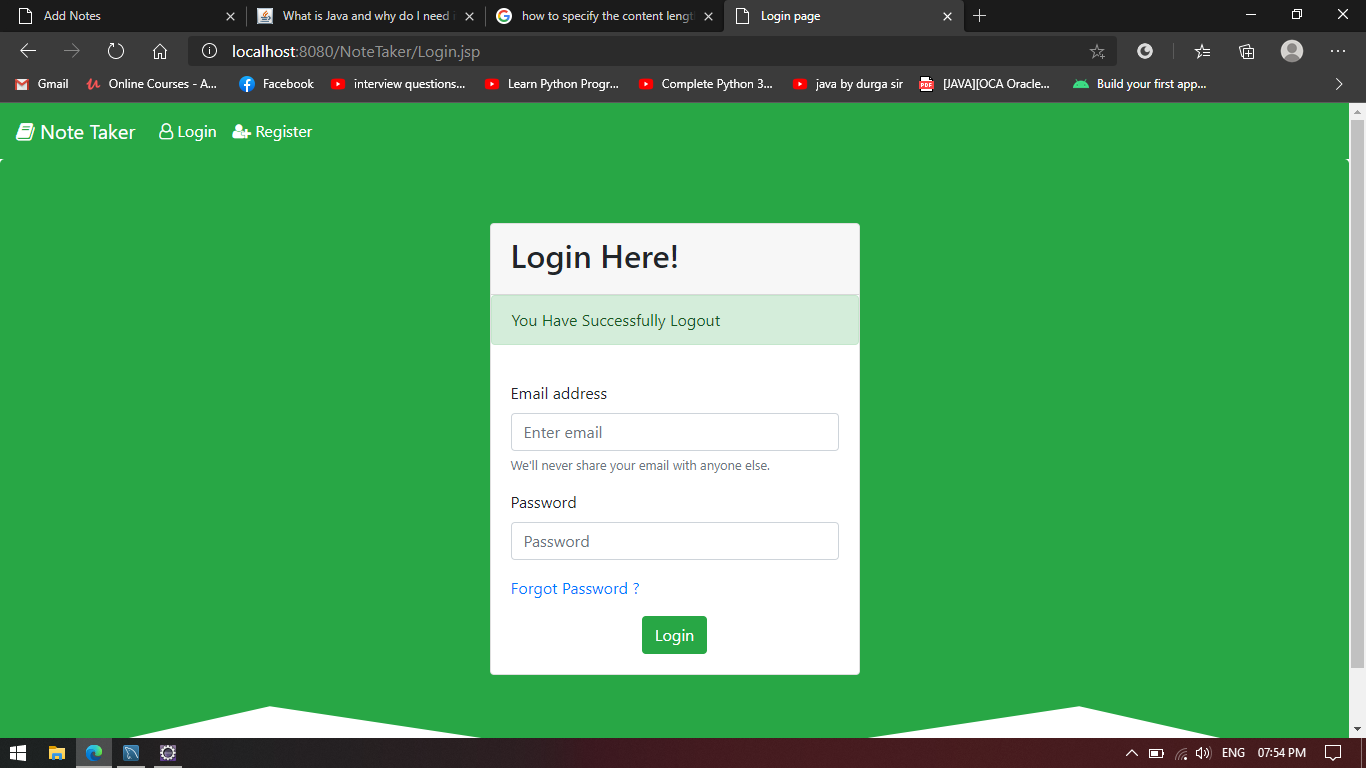 Add Notes
What is Java and why do I need
how to specify the content lengt
Login page
localhost:8080/NoteTaker/Login.jsp
Gmail
Online Courses - A...
Facebook
interview questions...
Learn Python Progr...
Complete Python 3...
java by durga sir
[JAVA][OCA Oracle...
Build your first app...
Note Taker
Login
Register
Login Here!
You Have Successfully Logout
Email address
Enter email
We'll never share your email with anyone else.
Password
Password
Forgot Password ?
Login
ENG
07:54 PM